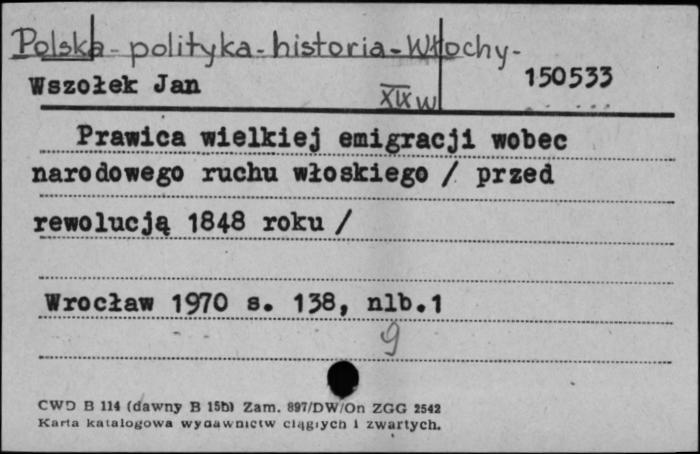 Polska - polityka - historia - Włochy -
Wszołek Jan
150533
XIX w
Prawica wielkiej emigracji wobec
narodowego ruchu włoskiego / przed
rewolucją 1848 roku /
Wrocław 1970 s. 138, nlb.1
9
CWD B 114 (dawny B 15b) Zam. 897/DW/On ZGG 2542
Karta katalogowa wydawnictw ciągłych i zwartych.